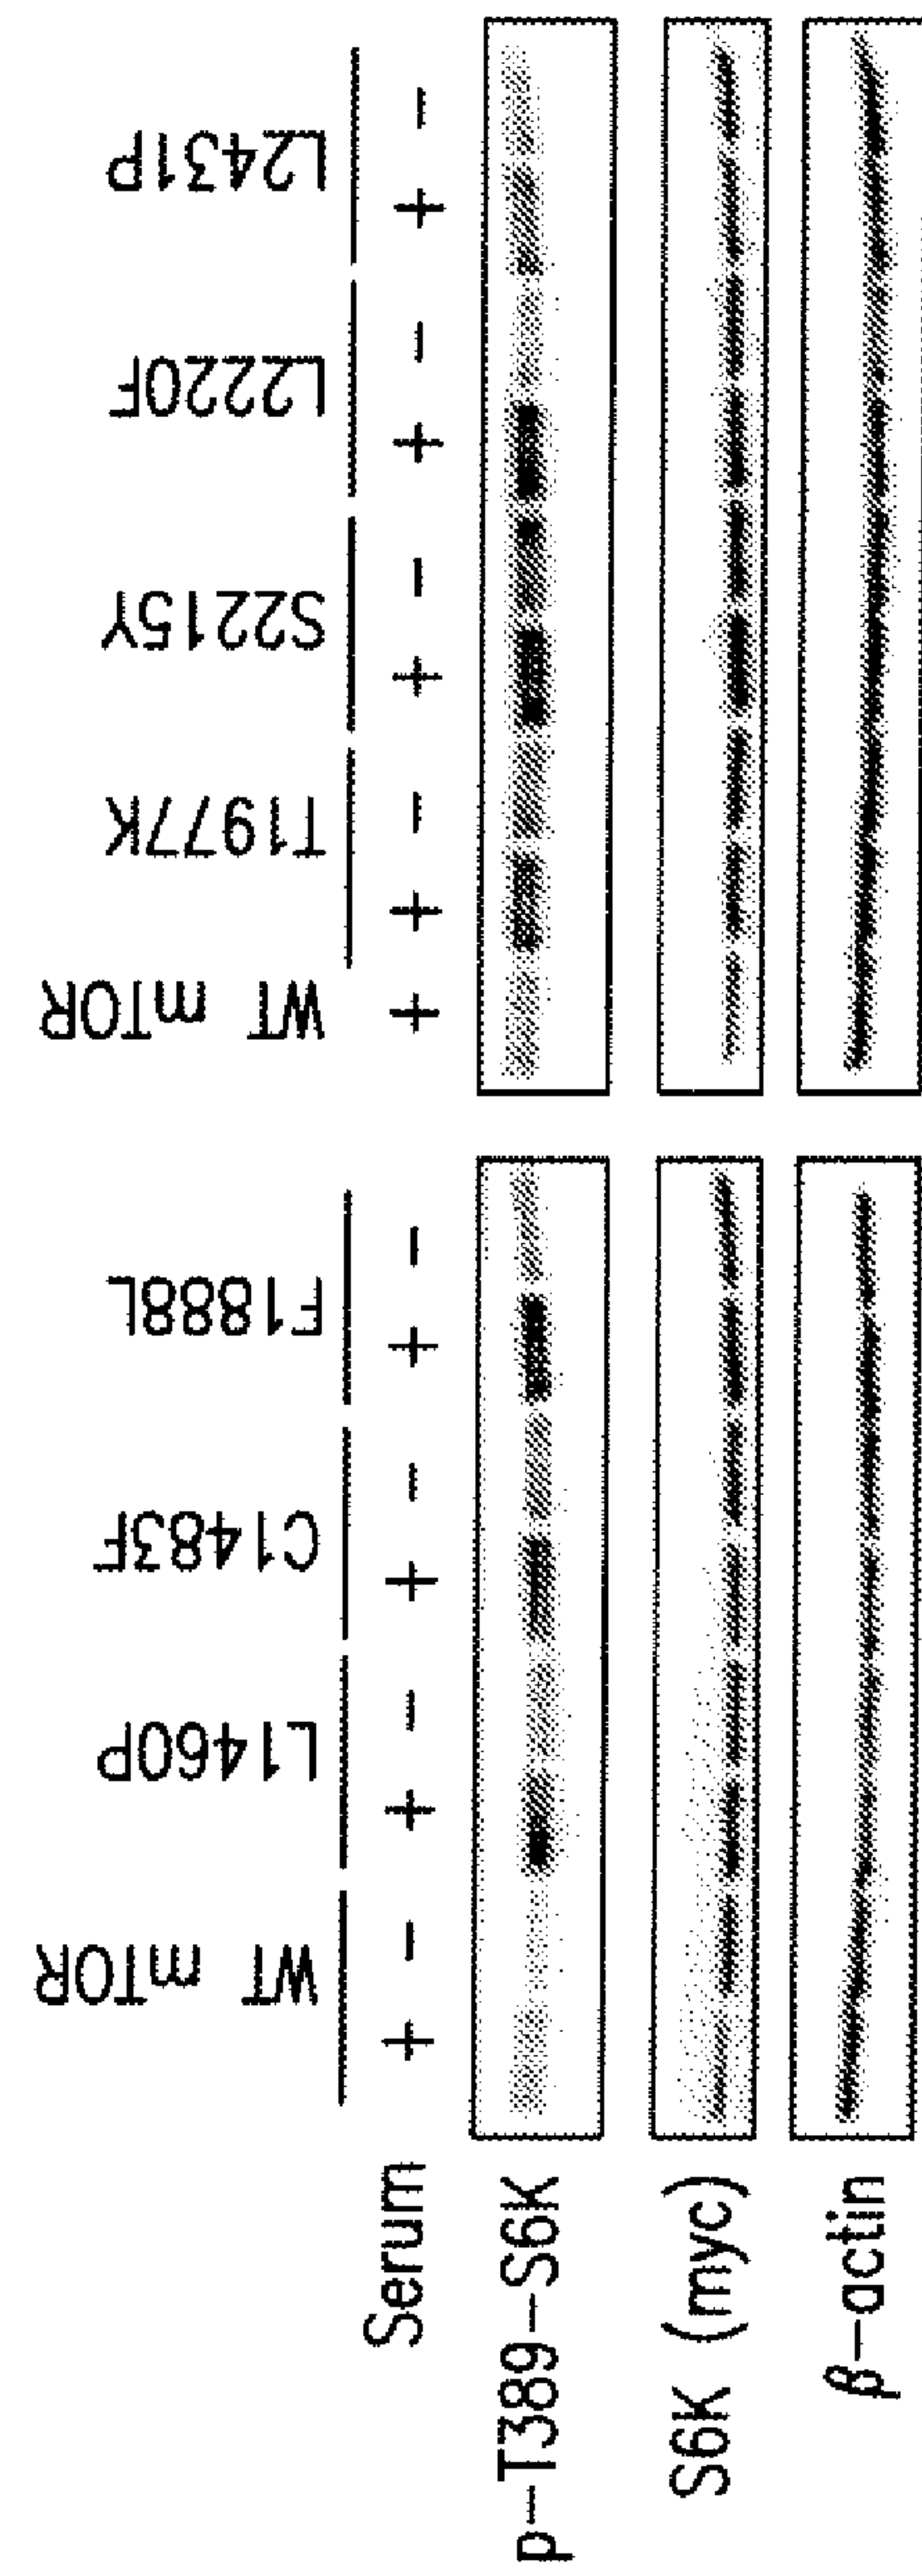 WT mTOR L1460P C1483F F1888L WT mTOR T1977K S2215Y L2220F L2431P
Serum + - + - + - + - + + - + - + - + -
p-T389-S6K
S6K (myc)
β-actin